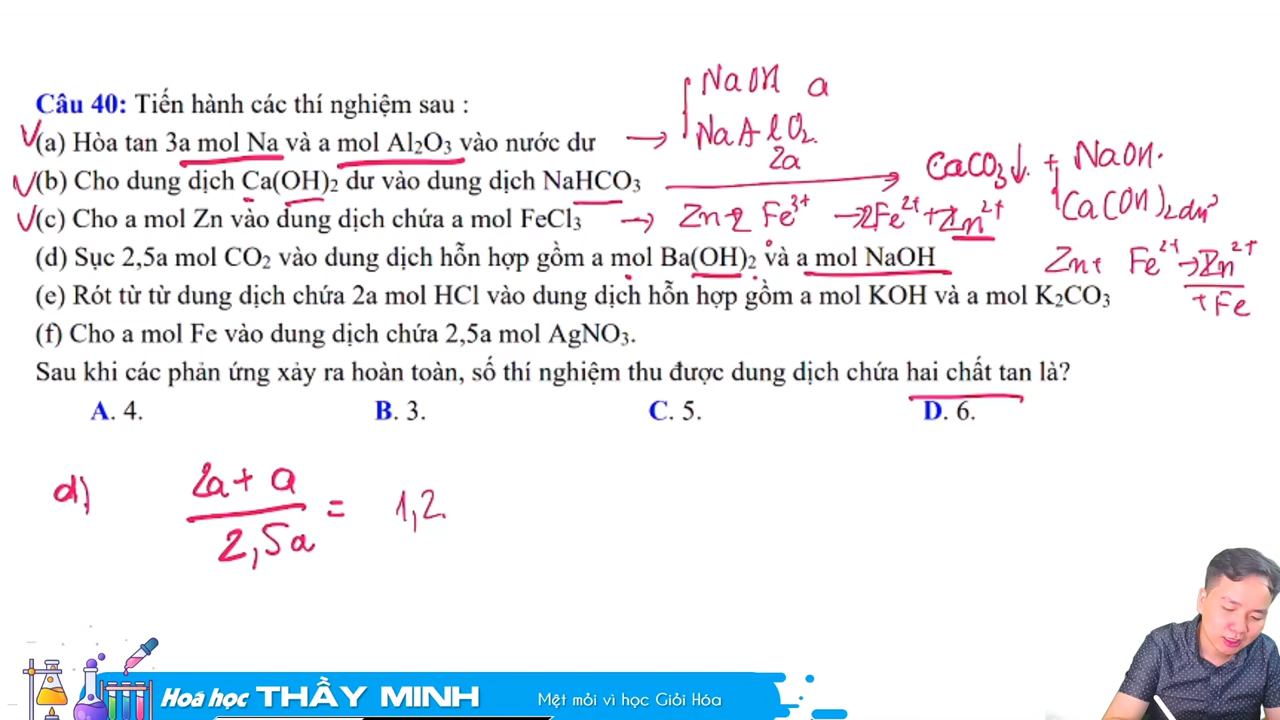 Câu 40: Tiến hành các thí nghiệm sau :
(a) Hòa tan 3a mol Na và a mol Al₂O₃ vào nước dư
→ NaOH a
NaAlO₂
2a
(b) Cho dung dịch Ca(OH)₂ dư vào dung dịch NaHCO₃
→ CaCO₃↓ + NaOH
Ca(OH)₂ dư
(c) Cho a mol Zn vào dung dịch chứa a mol FeCl₃
→ Zn + 2 Fe³⁺ → 2Fe²⁺ + Zn²⁺
(d) Sục 2,5a mol CO₂ vào dung dịch hỗn hợp gồm a mol Ba(OH)₂ và a mol NaOH
Zn + Fe²⁺ → Zn²⁺
+ Fe
(e) Rót từ từ dung dịch chứa 2a mol HCl vào dung dịch hỗn hợp gồm a mol KOH và a mol K₂CO₃
(f) Cho a mol Fe vào dung dịch chứa 2,5a mol AgNO₃.
Sau khi các phản ứng xảy ra hoàn toàn, số thí nghiệm thu được dung dịch chứa hai chất tan là?
A. 4. B. 3. C. 5. D. 6.
d)
2a + a
= 1,2
2,5a
Hoá học THẦY MINH
Mệt mỏi vì học Giỏi Hóa